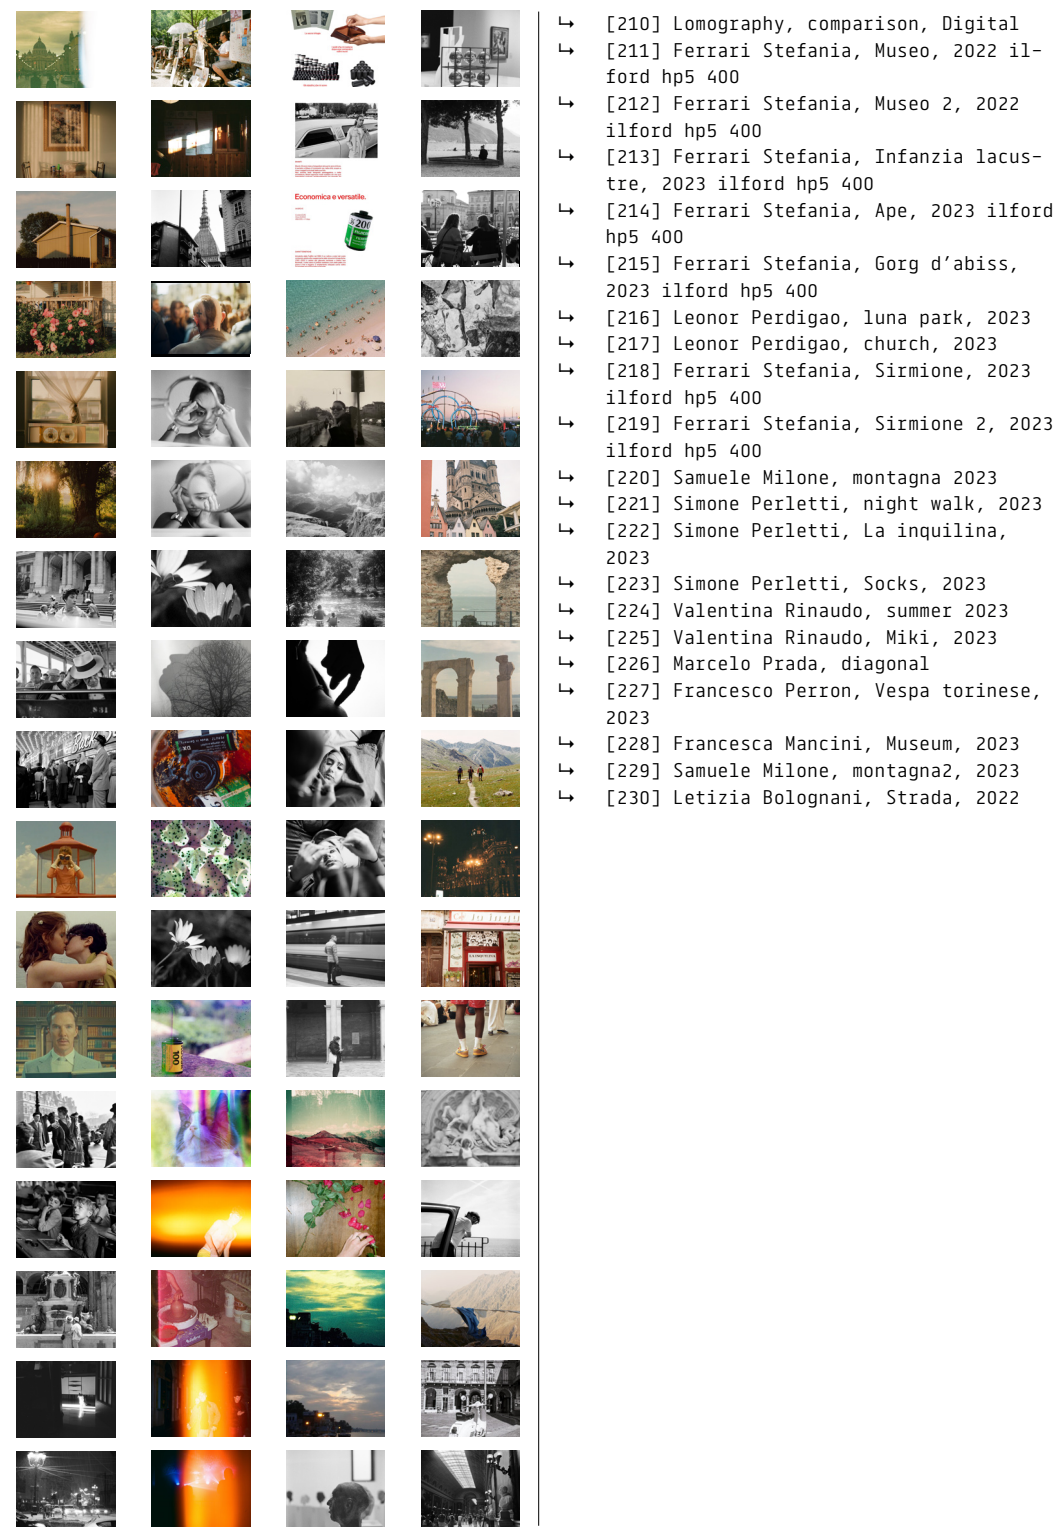 Economica e versatile.
200
100
↳ [210] Lomography, comparison, Digital
↳ [211] Ferrari Stefania, Museo, 2022 il-
ford hp5 400
↳ [212] Ferrari Stefania, Museo 2, 2022
ilford hp5 400
↳ [213] Ferrari Stefania, Infanzia lacus-
tre, 2023 ilford hp5 400
↳ [214] Ferrari Stefania, Ape, 2023 ilford
hp5 400
↳ [215] Ferrari Stefania, Gorg d’abiss,
2023 ilford hp5 400
↳ [216] Leonor Perdigao, luna park, 2023
↳ [217] Leonor Perdigao, church, 2023
↳ [218] Ferrari Stefania, Sirmione, 2023
ilford hp5 400
↳ [219] Ferrari Stefania, Sirmione 2, 2023
ilford hp5 400
↳ [220] Samuele Milone, montagna 2023
↳ [221] Simone Perletti, night walk, 2023
↳ [222] Simone Perletti, La inquilina,
2023
↳ [223] Simone Perletti, Socks, 2023
↳ [224] Valentina Rinaudo, summer 2023
↳ [225] Valentina Rinaudo, Miki, 2023
↳ [226] Marcelo Prada, diagonal
↳ [227] Francesco Perron, Vespa torinese,
2023
↳ [228] Francesca Mancini, Museum, 2023
↳ [229] Samuele Milone, montagna2, 2023
↳ [230] Letizia Bolognani, Strada, 2022